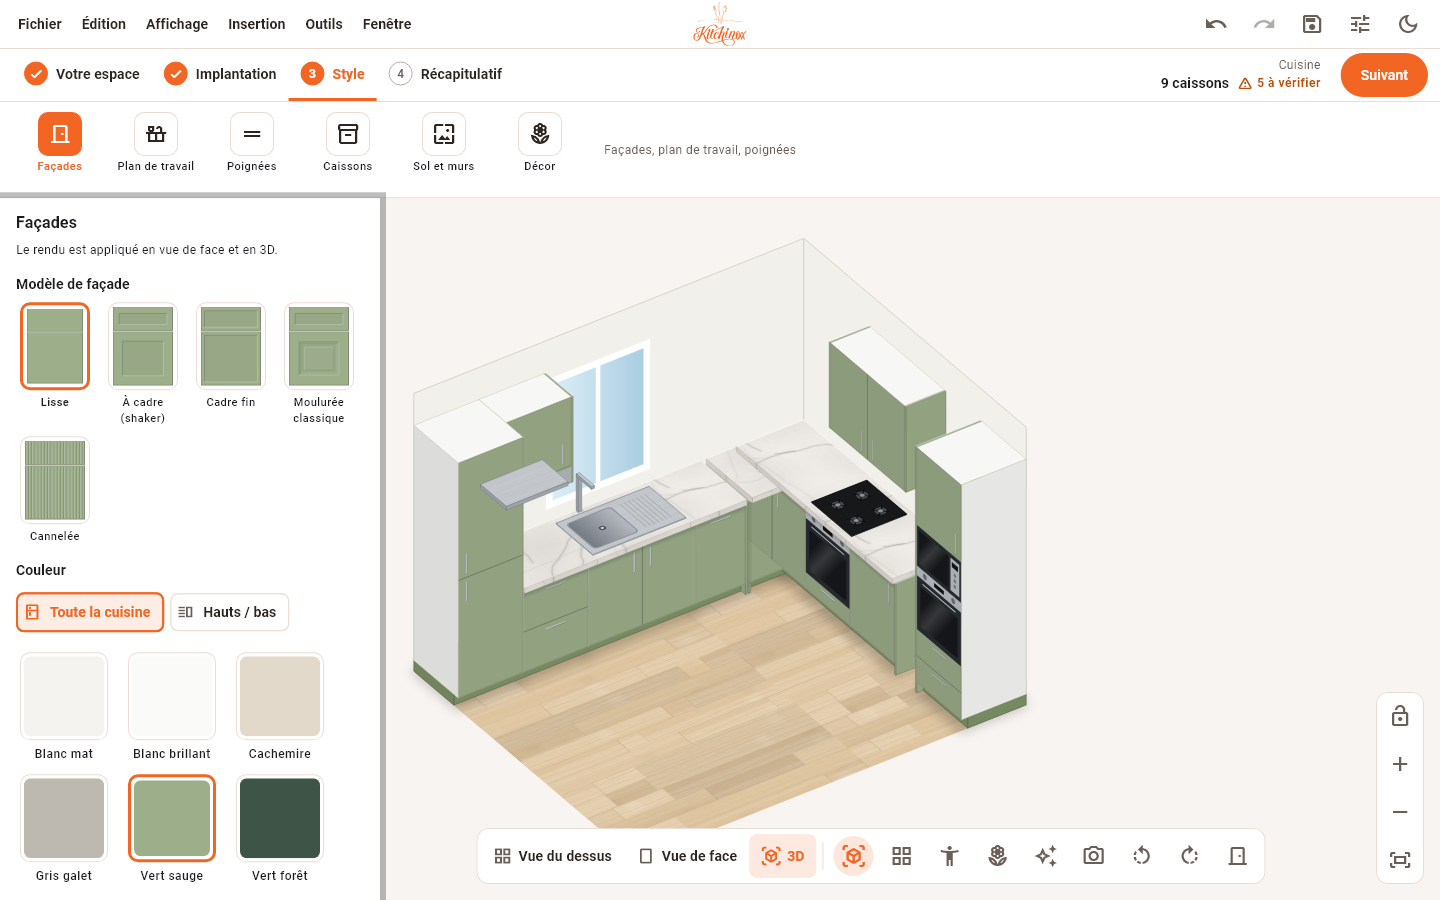 Fichier
Édition
Affichage
Insertion
Outils
Fenêtre
Kitchinox
Votre espace
Implantation
3
Style
4
Récapitulatif
Cuisine
9 caissons
5 à vérifier
Suivant
Façades
Plan de travail
Poignées
Caissons
Sol et murs
Décor
Façades, plan de travail, poignées
Façades
Le rendu est appliqué en vue de face et en 3D.
Modèle de façade
Lisse
À cadre
(shaker)
Cadre fin
Moulurée
classique
Cannelée
Couleur
Toute la cuisine
Hauts / bas
Blanc mat
Blanc brillant
Cachemire
Gris galet
Vert sauge
Vert forêt
Vue du dessus
Vue de face
3D